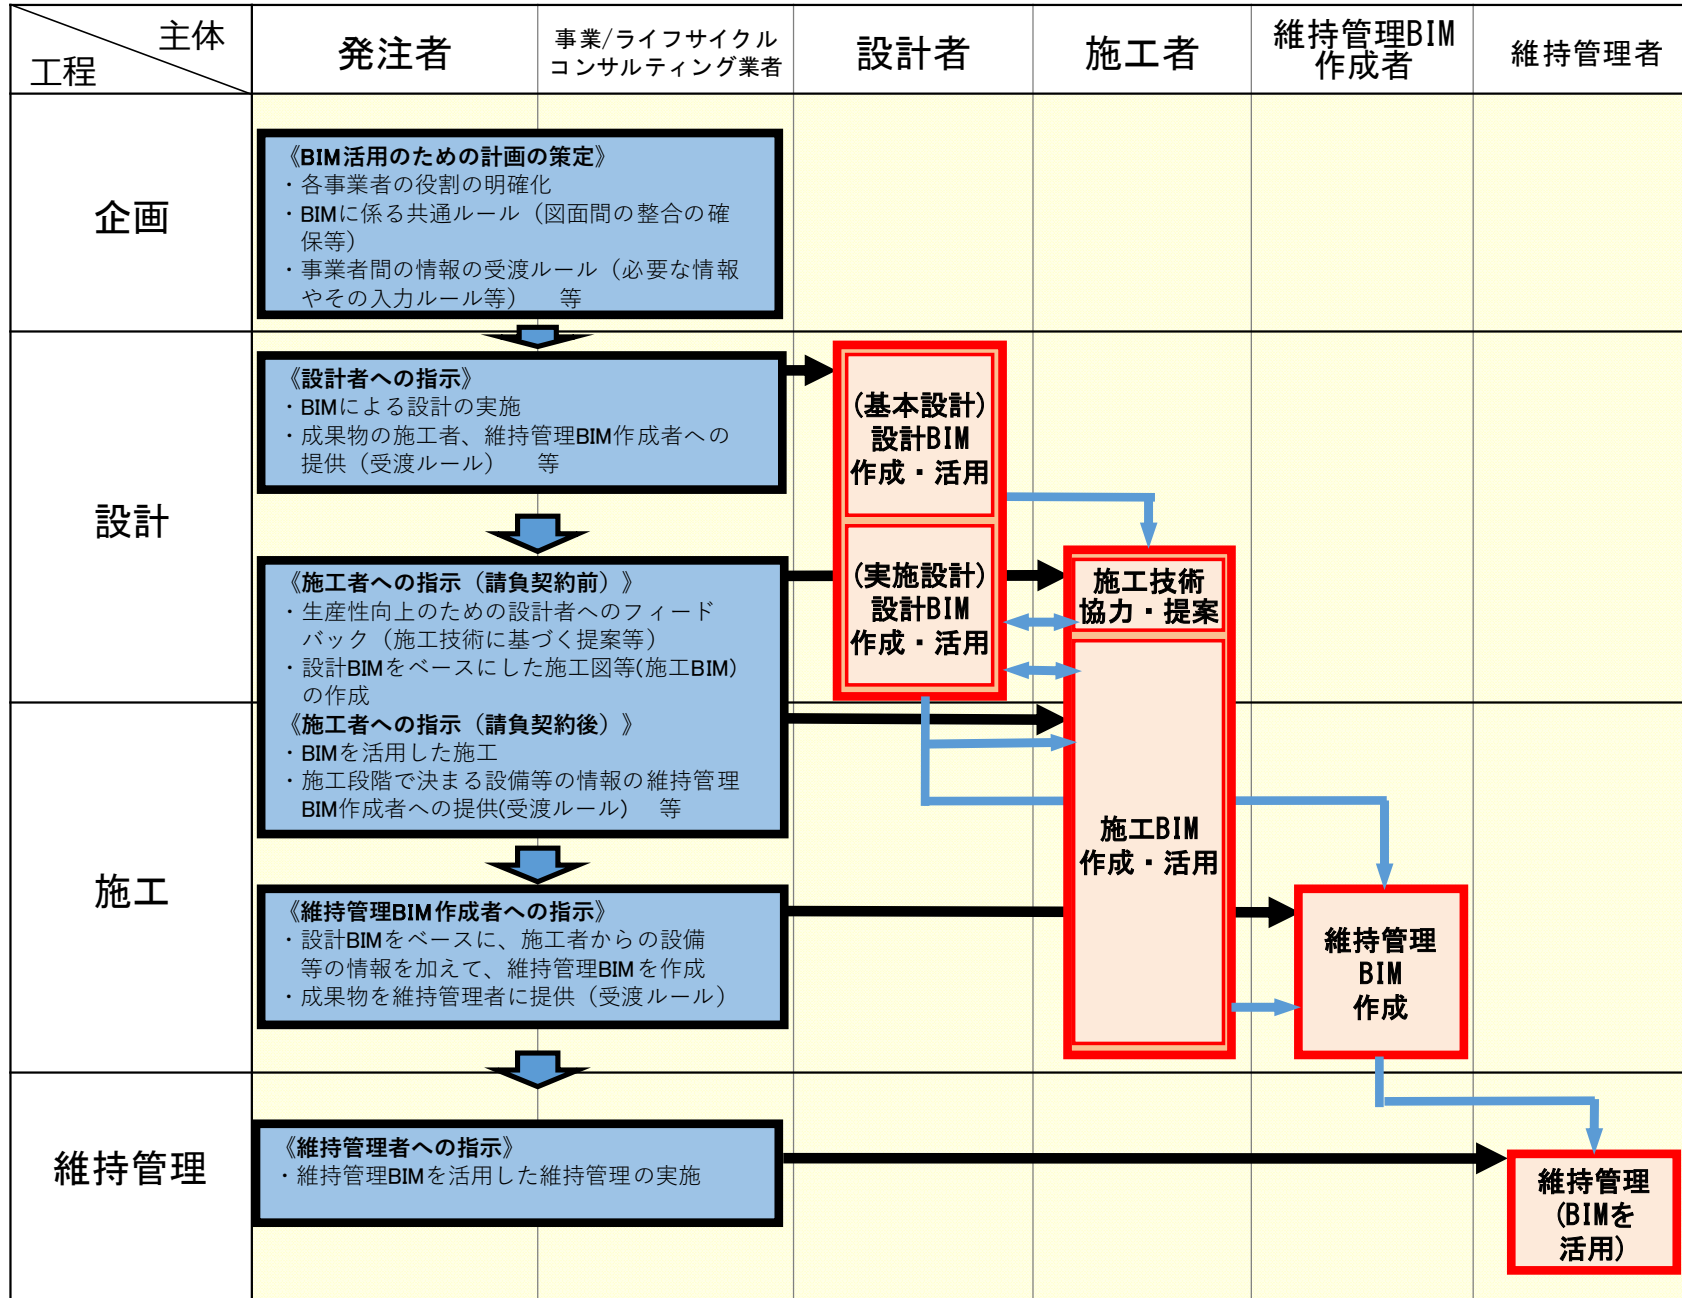 主体
工程
発注者
事業/ライフサイクル
コンサルティング業者
設計者
施工者
維持管理BIM
作成者
維持管理者
企画
《BIM活用のための計画の策定》
・各事業者の役割の明確化
・BIMに係る共通ルール（図面間の整合の確
保等）
・事業者間の情報の受渡ルール（必要な情報
やその入力ルール等）　等
設計
《設計者への指示》
・BIMによる設計の実施
・成果物の施工者、維持管理BIM作成者への
提供（受渡ルール）　等
(基本設計)
設計BIM
作成・活用
《施工者への指示（請負契約前）》
・生産性向上のための設計者へのフィード
バック（施工技術に基づく提案等）
・設計BIMをベースにした施工図等(施工BIM)
の作成
(実施設計)
設計BIM
作成・活用
施工技術
協力・提案
《施工者への指示（請負契約後）》
・BIMを活用した施工
・施工段階で決まる設備等の情報の維持管理
BIM作成者への提供(受渡ルール）　等
施工BIM
作成・活用
施工
《維持管理BIM作成者への指示》
・設計BIMをベースに、施工者からの設備
等の情報を加えて、維持管理BIMを作成
・成果物を維持管理者に提供（受渡ルール）
維持管理
BIM
作成
維持管理
《維持管理者への指示》
・維持管理BIMを活用した維持管理の実施
維持管理
(BIMを
活用)